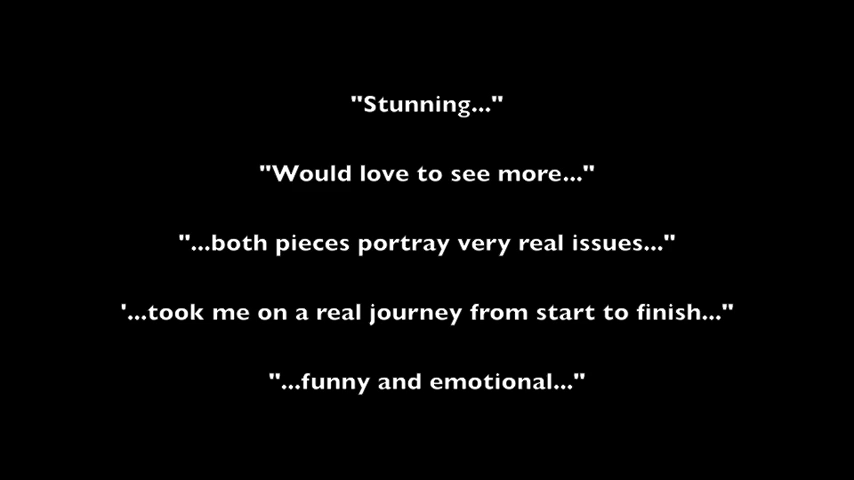 "Stunning..."
"Would love to see more..."
"...both pieces portray very real issues..."
'...took me on a real journey from start to finish..."
"...funny and emotional..."